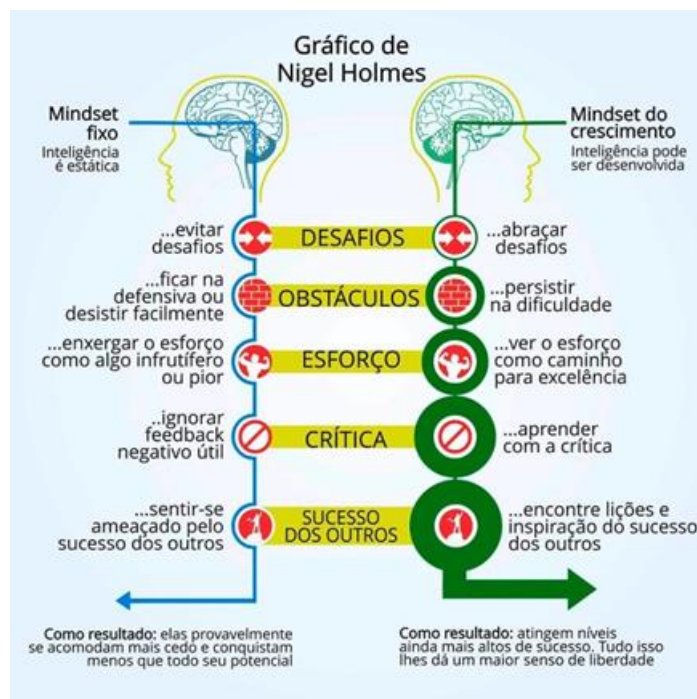 Gráfico de
Nigel Holmes
Mindset
fixo
Inteligência
é estática
Mindset do
crescimento
Inteligência pode
ser desenvolvida
...evitar
desafios
DESAFIOS
...abraçar
desafios
...ficar na
defensiva ou
desistir facilmente
OBSTÁCULOS
...persistir
na dificuldade
...enxergar o esforço
como algo infrutífero
ou pior
ESFORÇO
...ver o esforço
como caminho
para excelência
..ignorar
feedback
negativo útil
CRÍTICA
...aprender
com a crítica
...sentir-se
ameaçado pelo
sucesso dos outros
SUCESSO
DOS OUTROS
...encontre lições e
inspiração do sucesso
dos outros
Como resultado: elas provavelmente
se acomodam mais cedo e conquistam
menos que todo seu potencial
Como resultado: atingem níveis
ainda mais altos de sucesso. Tudo isso
lhes dá um maior senso de liberdade